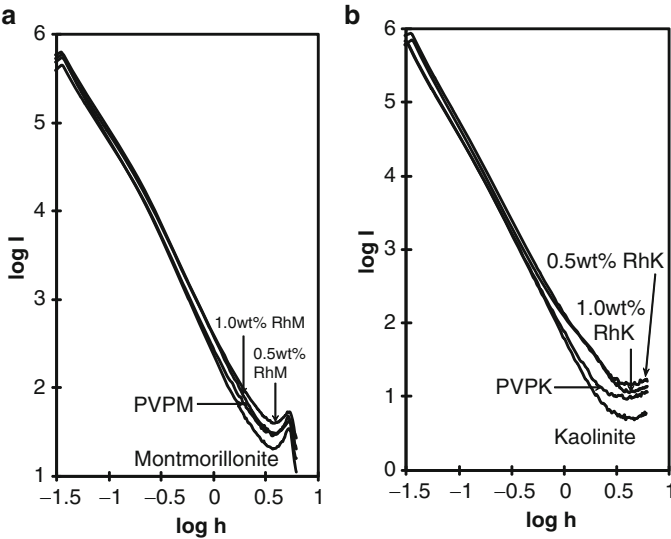 a
6
5
4
3
2
1
log I
−1.5
−1
−0.5
0
0.5
1
log h
1.0wt% RhM
0.5wt%
RhM
PVPM
Montmorillonite
b
6
5
4
3
2
1
0
log I
−1.5
−1
−0.5
0
0.5
1
log h
0.5wt% RhK
1.0wt%
RhK
PVPK
Kaolinite